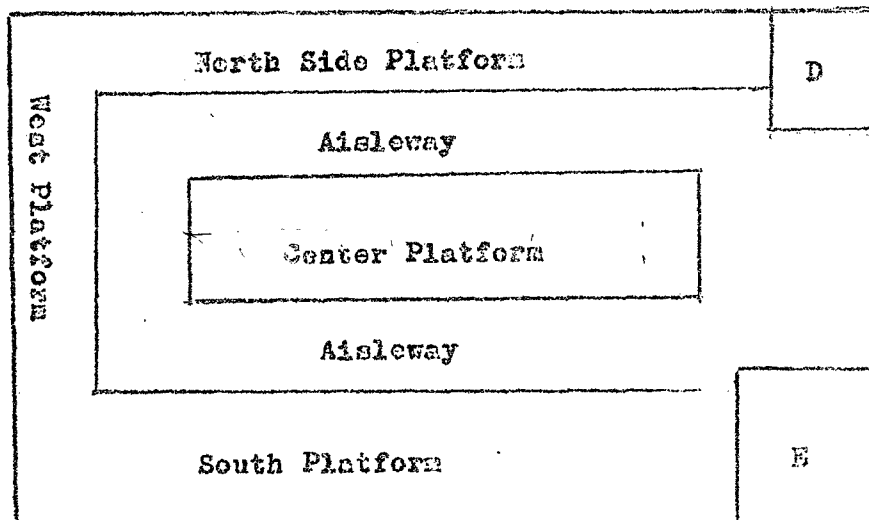 North Side Platform
D
West Platform
Aisleway
Center Platform
Aisleway
South Platform
E